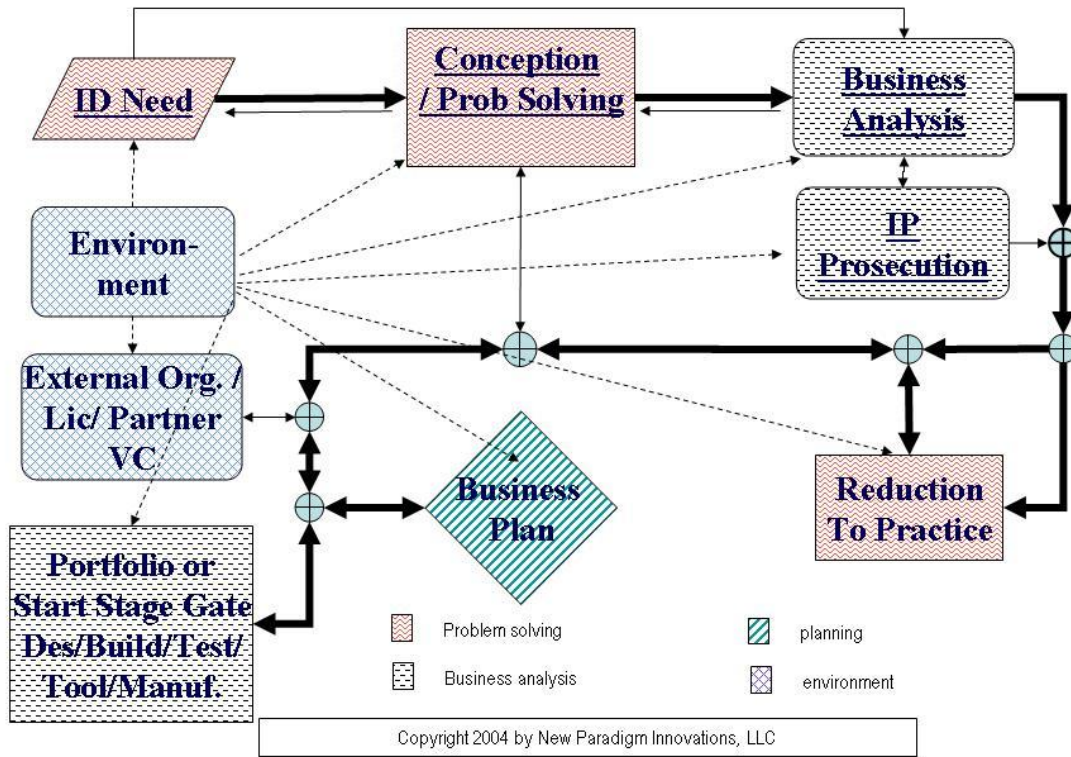 ID Need
Conception
/ Prob Solving
Business
Analysis
Environ-
ment
IP
Prosecution
External Org. /
Lic/ Partner
VC
Business
Plan
Reduction
To Practice
Portfolio or
Start Stage Gate
Des/Build/Test/
Tool/Manuf.
Problem solving
planning
Business analysis
environment
Copyright 2004 by New Paradigm Innovations, LLC